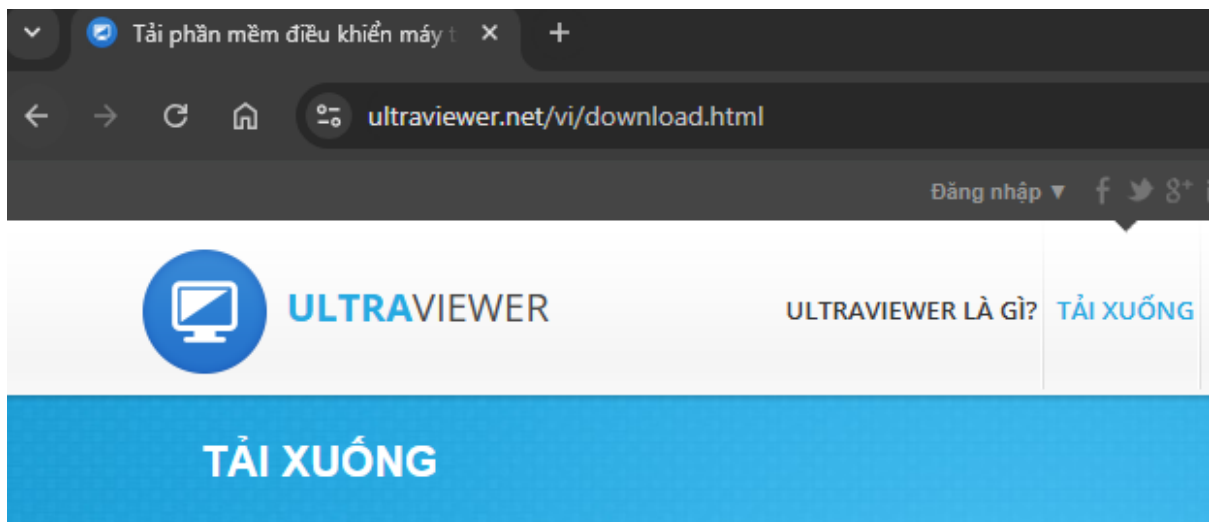 Tải phần mềm điều khiển máy t
ultraviewer.net/vi/download.html
Đăng nhập ▼
ULTRAVIEWER
ULTRAVIEWER LÀ GÌ? TẢI XUỐNG
TẢI XUỐNG